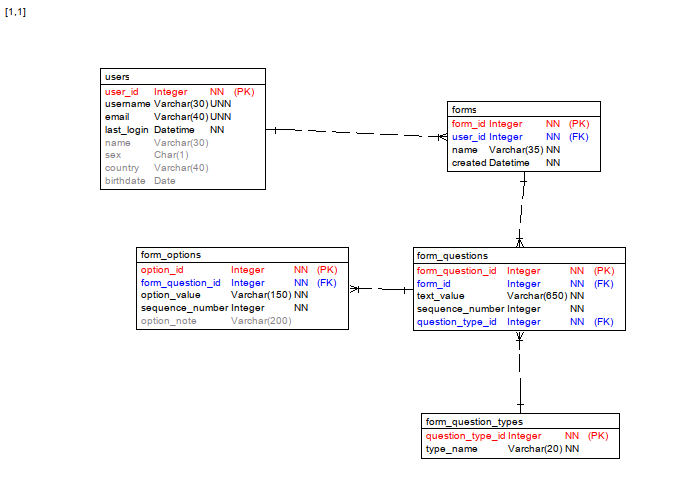 [1,1]
users
user_id Integer NN (PK)
username Varchar(30) UNN
email Varchar(40) UNN
last_login Datetime NN
name Varchar(30)
sex Char(1)
country Varchar(40)
birthdate Date
forms
form_id Integer NN (PK)
user_id Integer NN (FK)
name Varchar(35) NN
created Datetime NN
form_options
option_id Integer NN (PK)
form_question_id Integer NN (FK)
option_value Varchar(150) NN
sequence_number Integer NN
option_note Varchar(200)
form_questions
form_question_id Integer NN (PK)
form_id Integer NN (FK)
text_value Varchar(650) NN
sequence_number Integer NN
question_type_id Integer NN (FK)
form_question_types
question_type_id Integer NN (PK)
type_name Varchar(20) NN